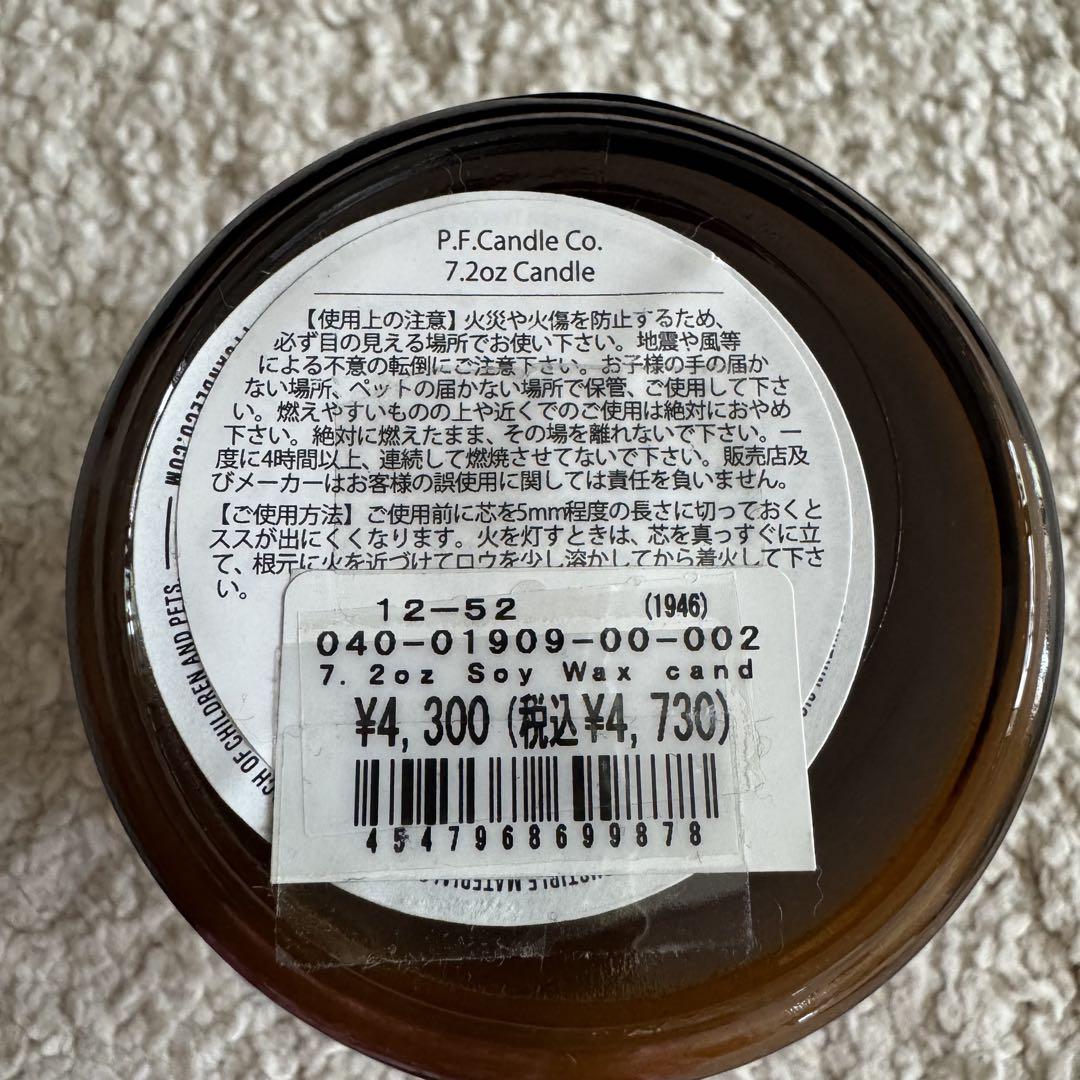 P.F.Candle Co.
7.2oz Candle
【使用上の注意】火災や火傷を防止するため、
必ず目の見える場所でお使い下さい。地震や風等
による不意の転倒にご注意下さい。お子様の手の届か
ない場所、ペットの届かない場所で保管、ご使用して下さ
い。燃えやすいものの上や近くでのご使用は絶対におやめ
下さい。絶対に燃えたまま、その場を離れないで下さい。一
度に4時間以上、連続して燃焼させてないで下さい。販売店及
びメーカーはお客様の誤使用に関しては責任を負いません。
【ご使用方法】ご使用前に芯を5mm程度の長さに切っておくと
ススが出にくくなります。火を灯すときは、芯を真っすぐに立
て、根元に火を近づけてロウを少し溶かしてから着火して下さ
い。
12-52 (1946)
040-01909-00-002
7.2oz Soy Wax cand
¥4,300(税込¥4,730)
4547968699878
OF CHILDREN AND PETS.